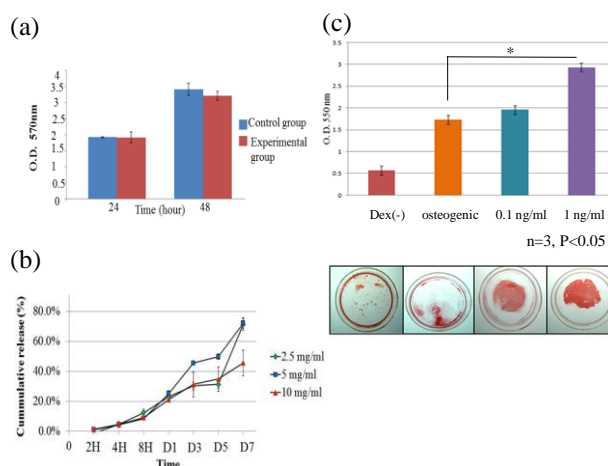 (a)
4
3.5
3
2.5
2
1.5
1
0.5
0
O.D. 570nm
24
Time (hour)
48
Control group
Experimental
group
(b)
80.0%
60.0%
40.0%
20.0%
0.0%
Cummulative release (%)
0 2H 4H 8H D1 D3 D5 D7
Time
2.5 mg/ml
5 mg/ml
10 mg/ml
(c)
3.5
3
2.5
2
1.5
1
0.5
0
O.D. 550 nm
*
Dex(-) osteogenic 0.1 ng/ml 1 ng/ml
n=3, P<0.05